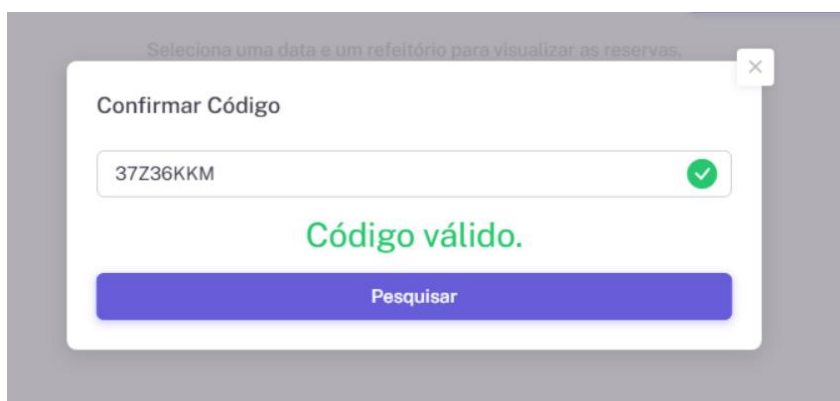 Seleciona uma data e um refeitório para visualizar as reservas.
Confirmar Código
37Z36KKM
Código válido.
Pesquisar